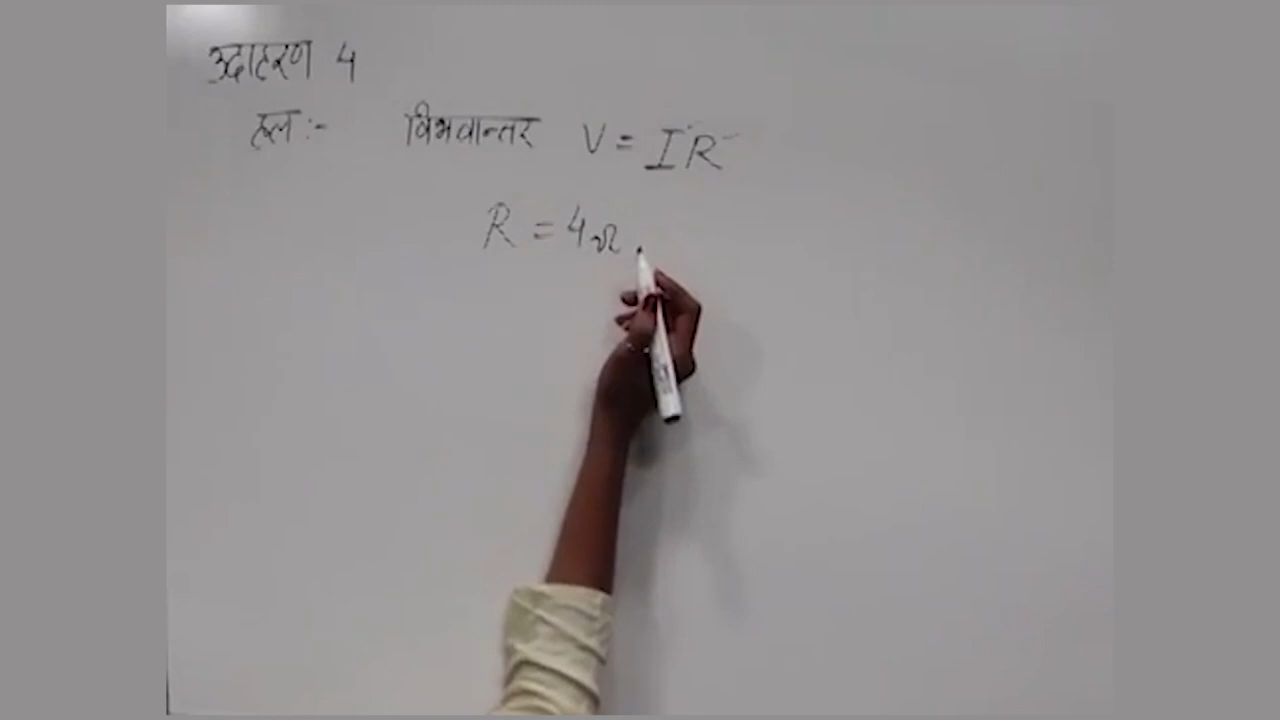 उदाहरण 4
हल :- विभवान्तर V = IR
R = 4Ω